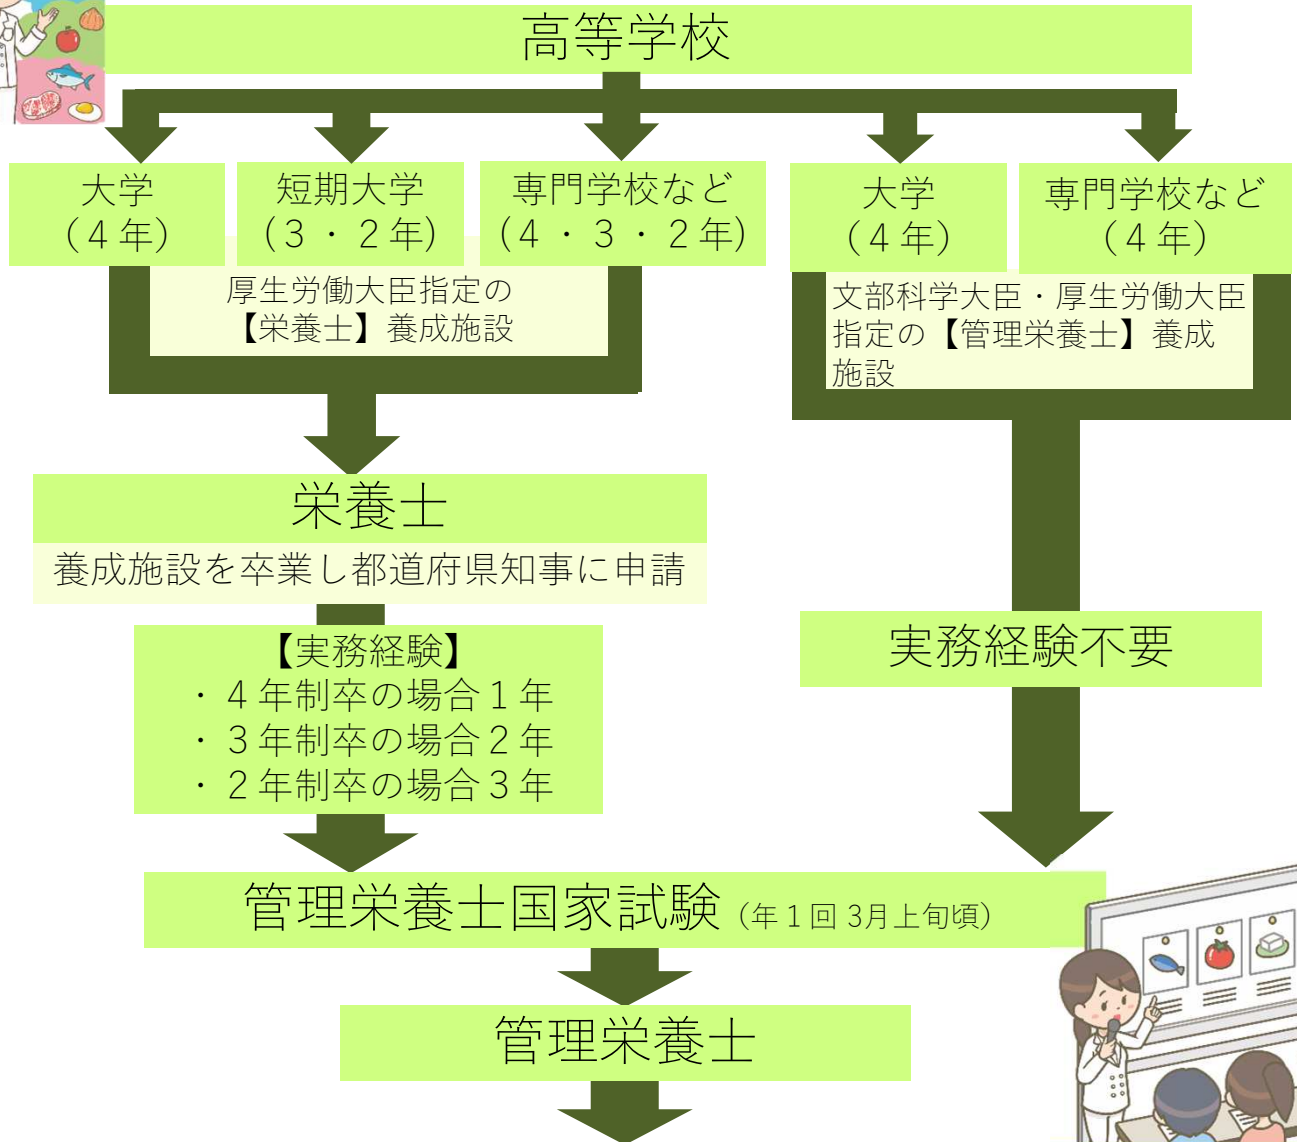 高等学校
大学
（４年）
短期大学
（３・２年）
専門学校など
（４・３・２年）
大学
（４年）
専門学校など
（４年）
厚生労働大臣指定の
【栄養士】養成施設
文部科学大臣・厚生労働大臣
指定の【管理栄養士】養成
施設
栄養士
養成施設を卒業し都道府県知事に申請
【実務経験】
・４年制卒の場合１年
・３年制卒の場合２年
・２年制卒の場合３年
実務経験不要
管理栄養士国家試験（年１回 3月上旬頃）
管理栄養士